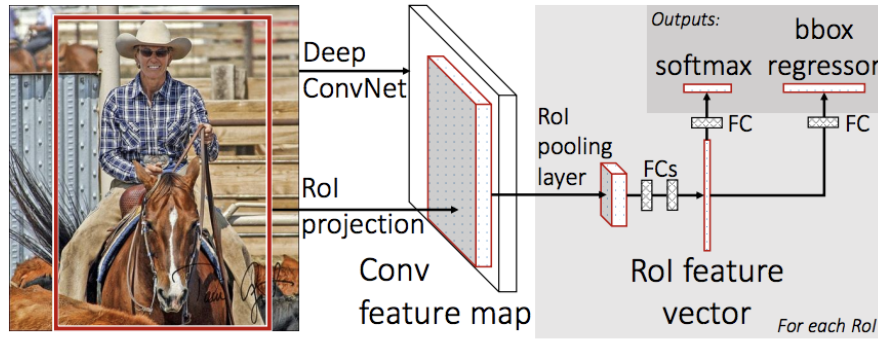 Deep
ConvNet
RoI
projection
Conv
feature map
RoI
pooling
layer
FCs
RoI feature
vector
Outputs:
softmax
bbox
regressor
FC
FC
For each RoI